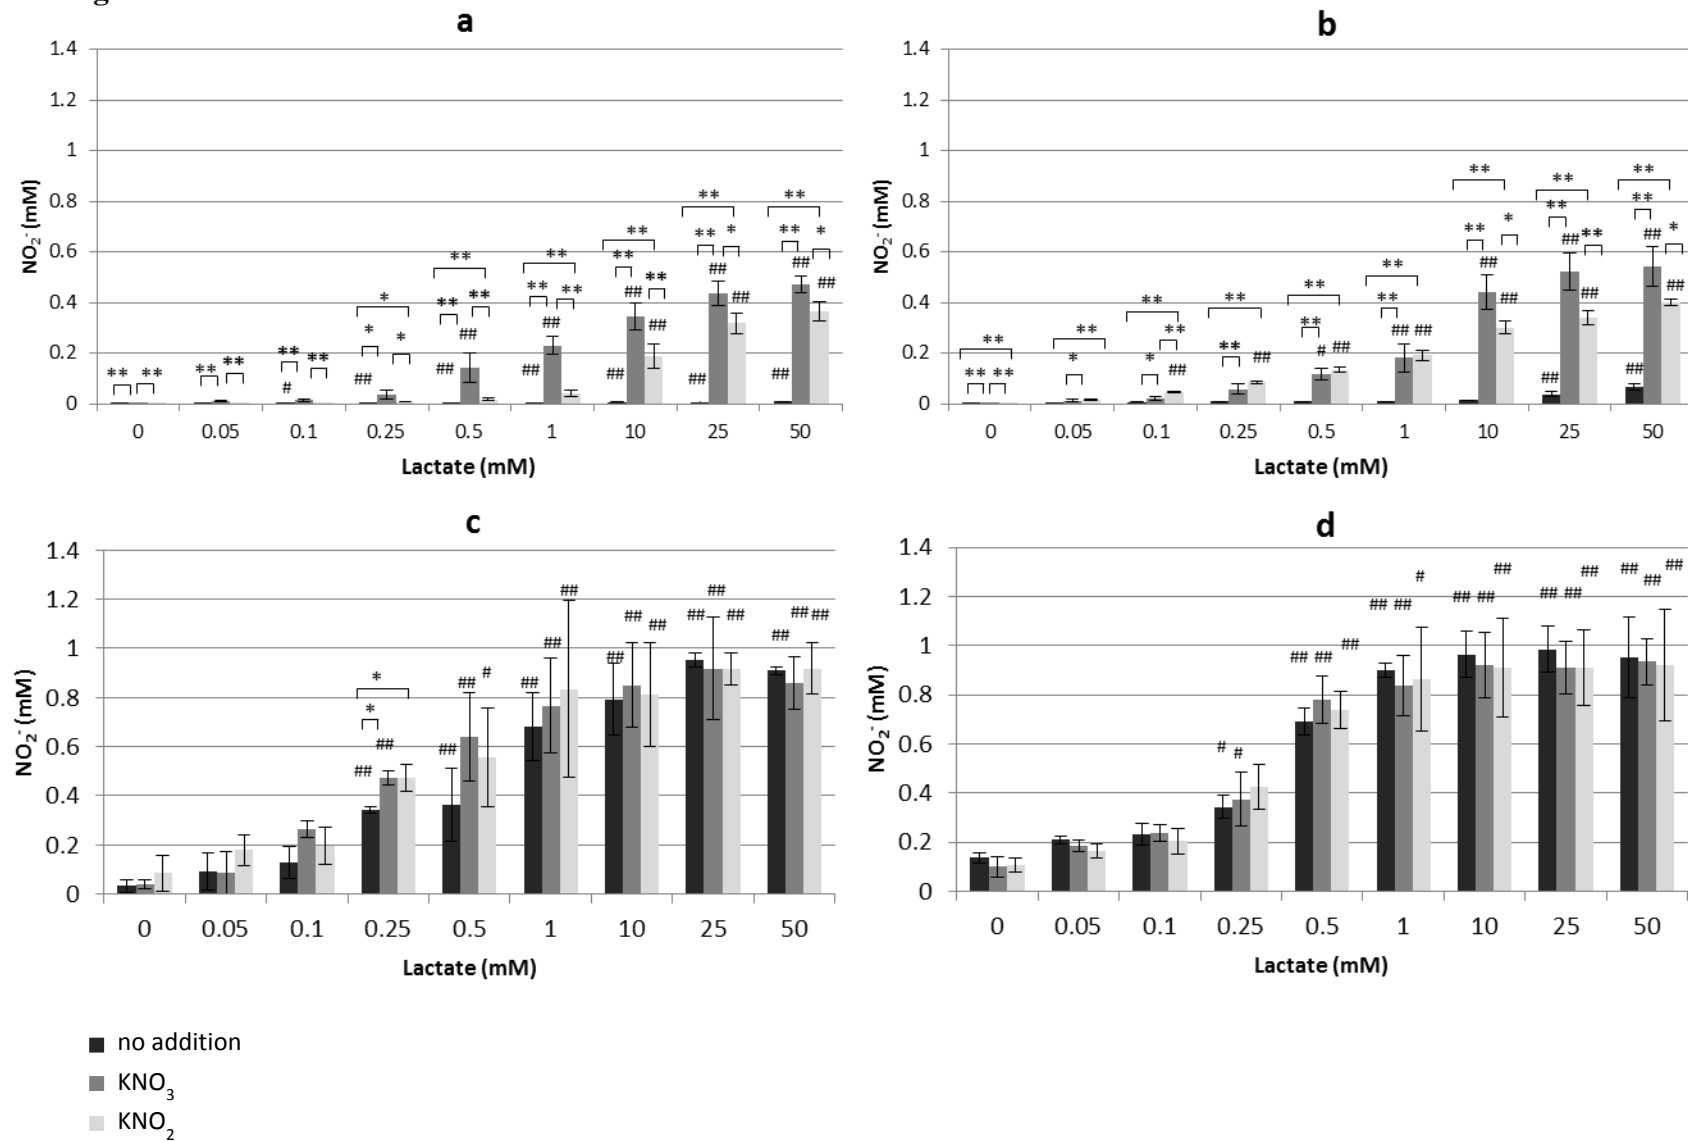 g
a
1.4
1.2
1
0.8
0.6
0.4
0.2
0
NO2- (mM)
** ** ** ** ** ** * * * ** ** ** ** ** ** ** ** ** ** ** * ** ** *
# ## ## ## ## ## ## ## ## ## ## ## ## ##
0 0.05 0.1 0.25 0.5 1 10 25 50
Lactate (mM)
b
1.4
1.2
1
0.8
0.6
0.4
0.2
0
NO2- (mM)
** ** ** ** * ** * ** ** ** ** ** ** ** ** ** * ** ** ** ** ** *
## ## # ## ## ## ## ## ## ## ## ## ## ##
0 0.05 0.1 0.25 0.5 1 10 25 50
Lactate (mM)
c
1.4
1.2
1
0.8
0.6
0.4
0.2
0
NO2- (mM)
* *
## ## ## ## # ## ## ## ## ## ## ## ## ## ## ## ##
0 0.05 0.1 0.25 0.5 1 10 25 50
Lactate (mM)
d
1.4
1.2
1
0.8
0.6
0.4
0.2
0
NO2- (mM)
# # ## ## ## ## ## # ## ## ## ## ## ## ## ## ##
0 0.05 0.1 0.25 0.5 1 10 25 50
Lactate (mM)
no addition
KNO3
KNO2